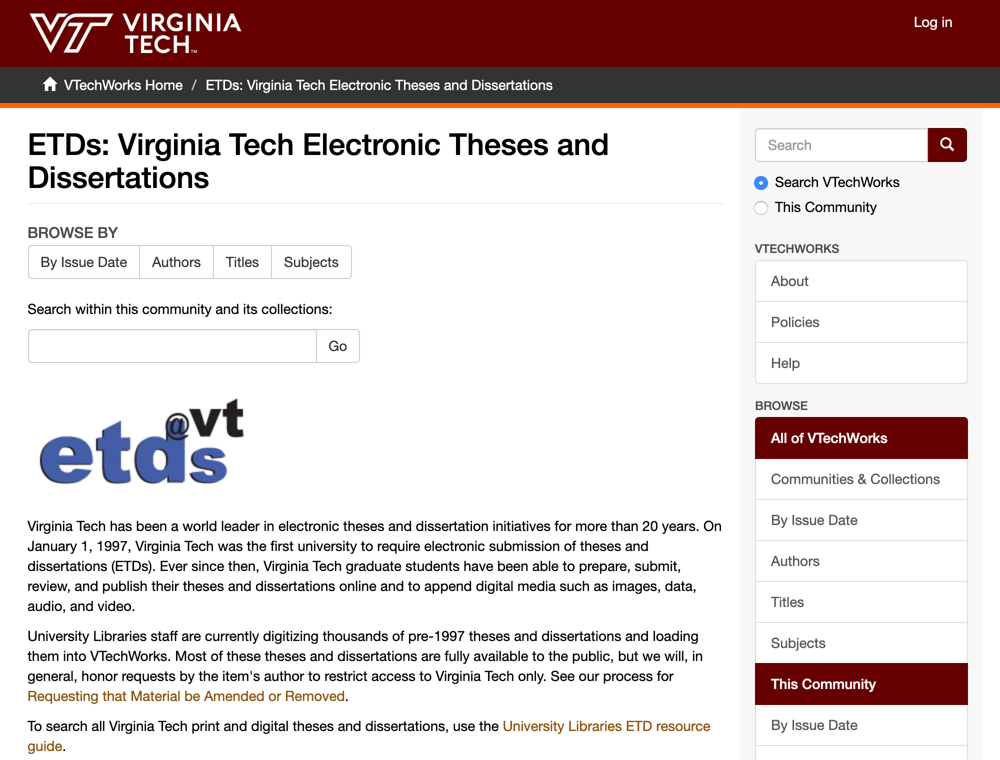 VT VIRGINIA
TECH™
Log in
VTechWorks Home / ETDs: Virginia Tech Electronic Theses and Dissertations
ETDs: Virginia Tech Electronic Theses and
Dissertations
BROWSE BY
By Issue Date
Authors
Titles
Subjects
Search within this community and its collections:
Go
etds@vt
Virginia Tech has been a world leader in electronic theses and dissertation initiatives for more than 20 years. On
January 1, 1997, Virginia Tech was the first university to require electronic submission of theses and
dissertations (ETDs). Ever since then, Virginia Tech graduate students have been able to prepare, submit,
review, and publish their theses and dissertations online and to append digital media such as images, data,
audio, and video.
University Libraries staff are currently digitizing thousands of pre-1997 theses and dissertations and loading
them into VTechWorks. Most of these theses and dissertations are fully available to the public, but we will, in
general, honor requests by the item's author to restrict access to Virginia Tech only. See our process for
Requesting that Material be Amended or Removed.
To search all Virginia Tech print and digital theses and dissertations, use the University Libraries ETD resource
guide.
Search
Search VTechWorks
This Community
VTECHWORKS
About
Policies
Help
BROWSE
All of VTechWorks
Communities & Collections
By Issue Date
Authors
Titles
Subjects
This Community
By Issue Date